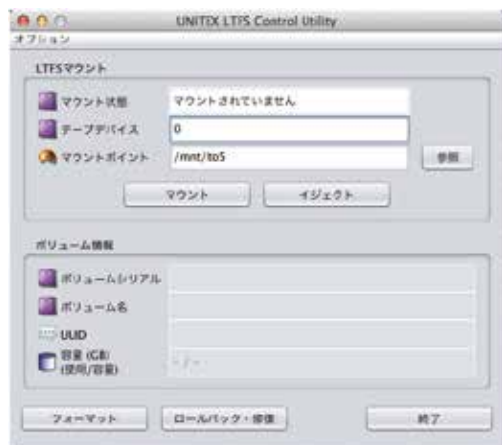 UNITEX LTFS Control Utility
オプション
LTFSマウント
マウント状態
マウントされていません
テープデバイス
0
マウントポイント
/mnt/to5
参照
マウント
イジェクト
ボリューム情報
ボリュームシリアル
ボリューム名
UUID
容量 (GB)
(使用/容量)
- / -
フォーマット
ロールバック・修復
終了